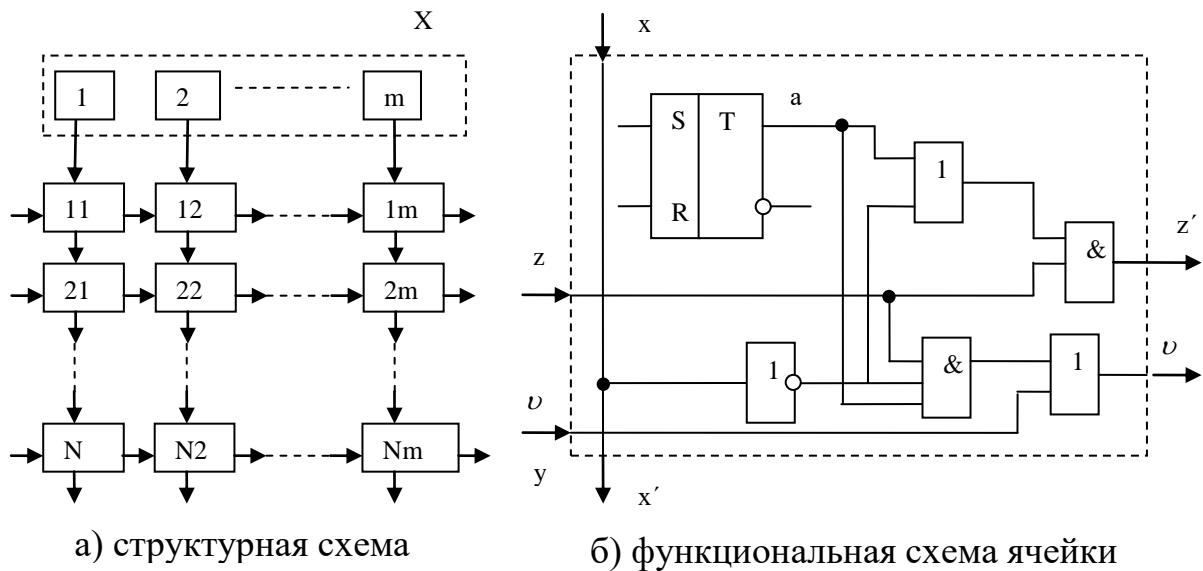 X
1 2 m
11 12 1m
21 22 2m
N N2 Nm
а) структурная схема
x
S T a
R
1
z
&
z´
1
&
1
υ
υ
y
x´
б) функциональная схема ячейки